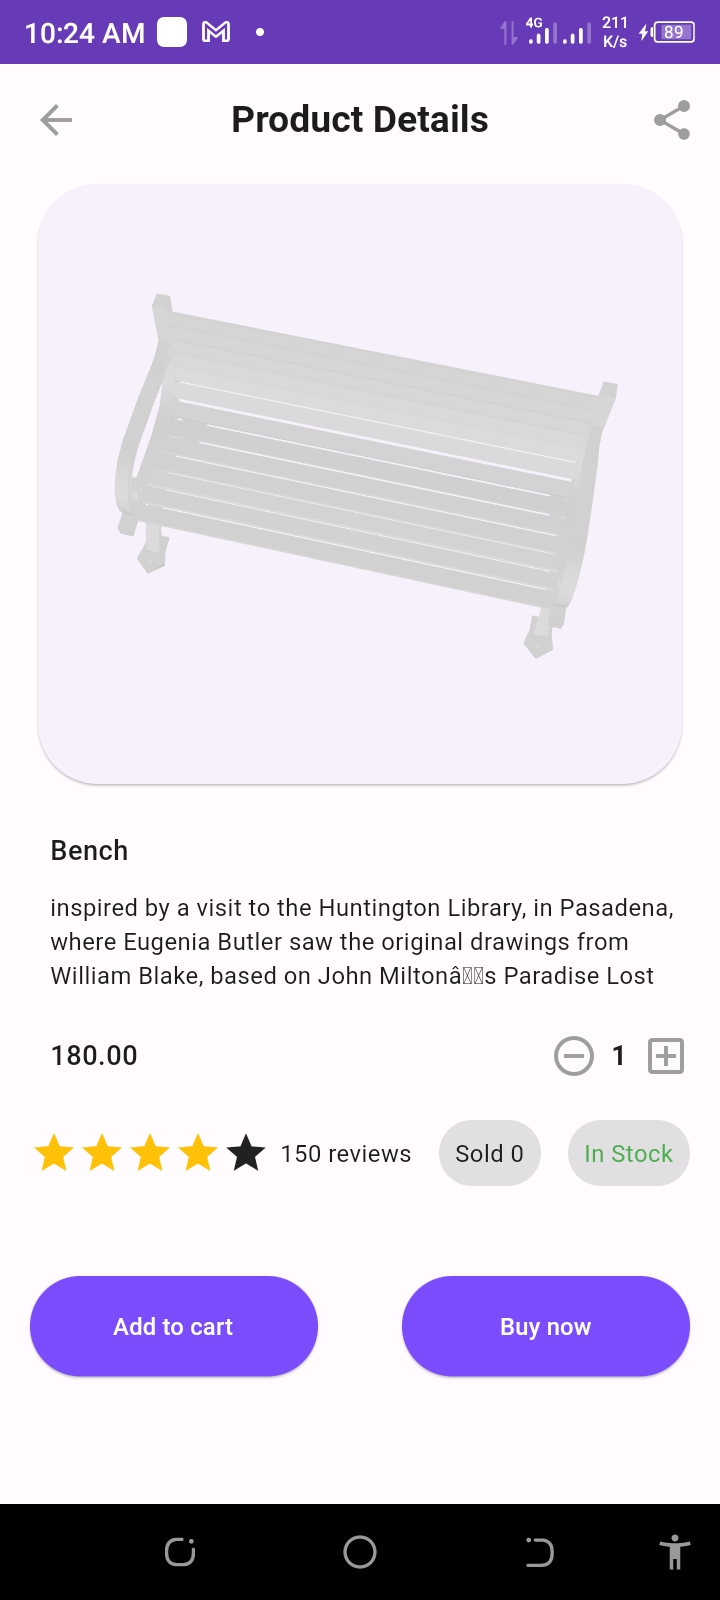 10:24 AM
4G
211
K/s
89
Product Details
Bench
inspired by a visit to the Huntington Library, in Pasadena,
where Eugenia Butler saw the original drawings from
William Blake, based on John Miltonâs Paradise Lost
180.00
1
150 reviews
Sold 0
In Stock
Add to cart
Buy now